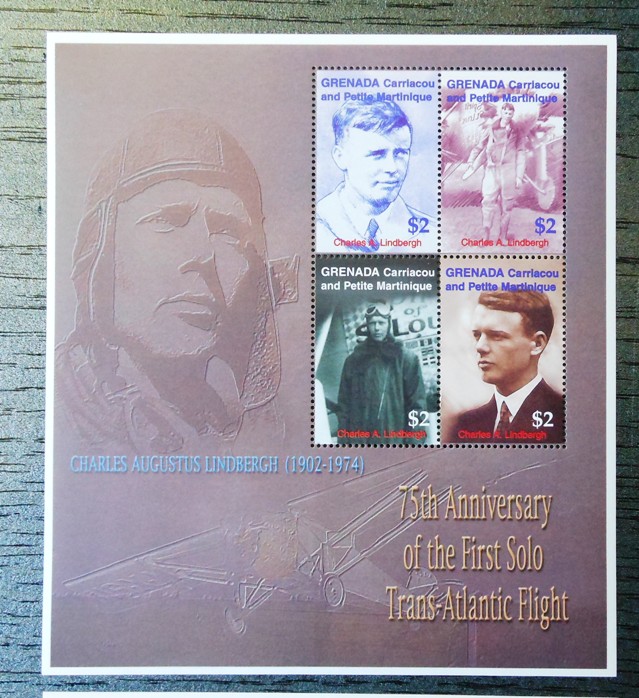 GRENADA Carriacou
and Petite Martinique
$2
Charles A. Lindbergh
GRENADA Carriacou
and Petite Martinique
$2
Charles A. Lindbergh
GRENADA Carriacou
and Petite Martinique
OF
LOU
$2
Charles A. Lindbergh
GRENADA Carriacou
and Petite Martinique
$2
Charles A. Lindbergh
CHARLES AUGUSTUS LINDBERGH (1902-1974)
75th Anniversary
of the First Solo
Trans-Atlantic Flight